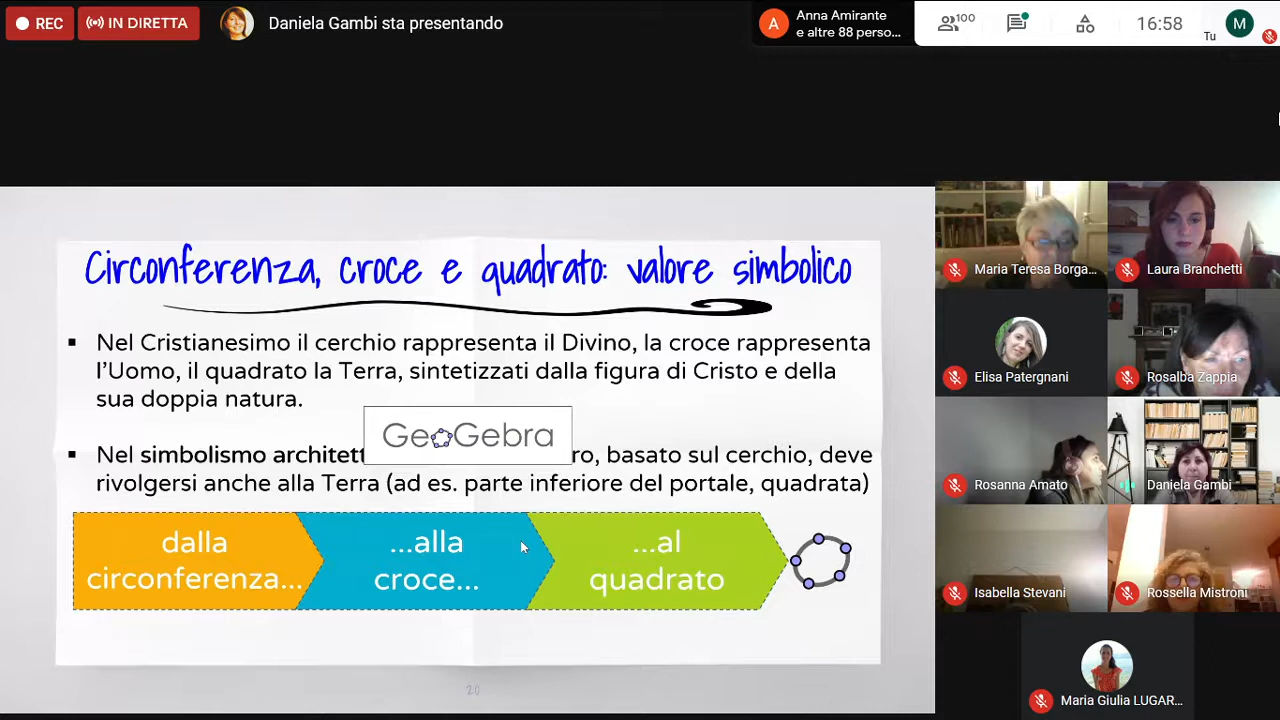 REC
IN DIRETTA
Daniela Gambi sta presentando
A
Anna Amirante
e altre 88 perso...
100
16:58
Tu
M
Circonferenza, croce e quadrato: valore simbolico
Nel Cristianesimo il cerchio rappresenta il Divino, la croce rappresenta
l'Uomo, il quadrato la Terra, sintetizzati dalla figura di Cristo e della
sua doppia natura.
GeoGebra
Nel simbolismo architett ro, basato sul cerchio, deve
rivolgersi anche alla Terra (ad es. parte inferiore del portale, quadrata)
dalla
circonferenza...
...alla
croce...
...al
quadrato
20
Maria Teresa Borga...
Laura Branchetti
Elisa Patergnani
Rosalba Zappia
Rosanna Amato
Daniela Gambi
Isabella Stevani
Rossella Mistroni
Maria Giulia LUGAR...